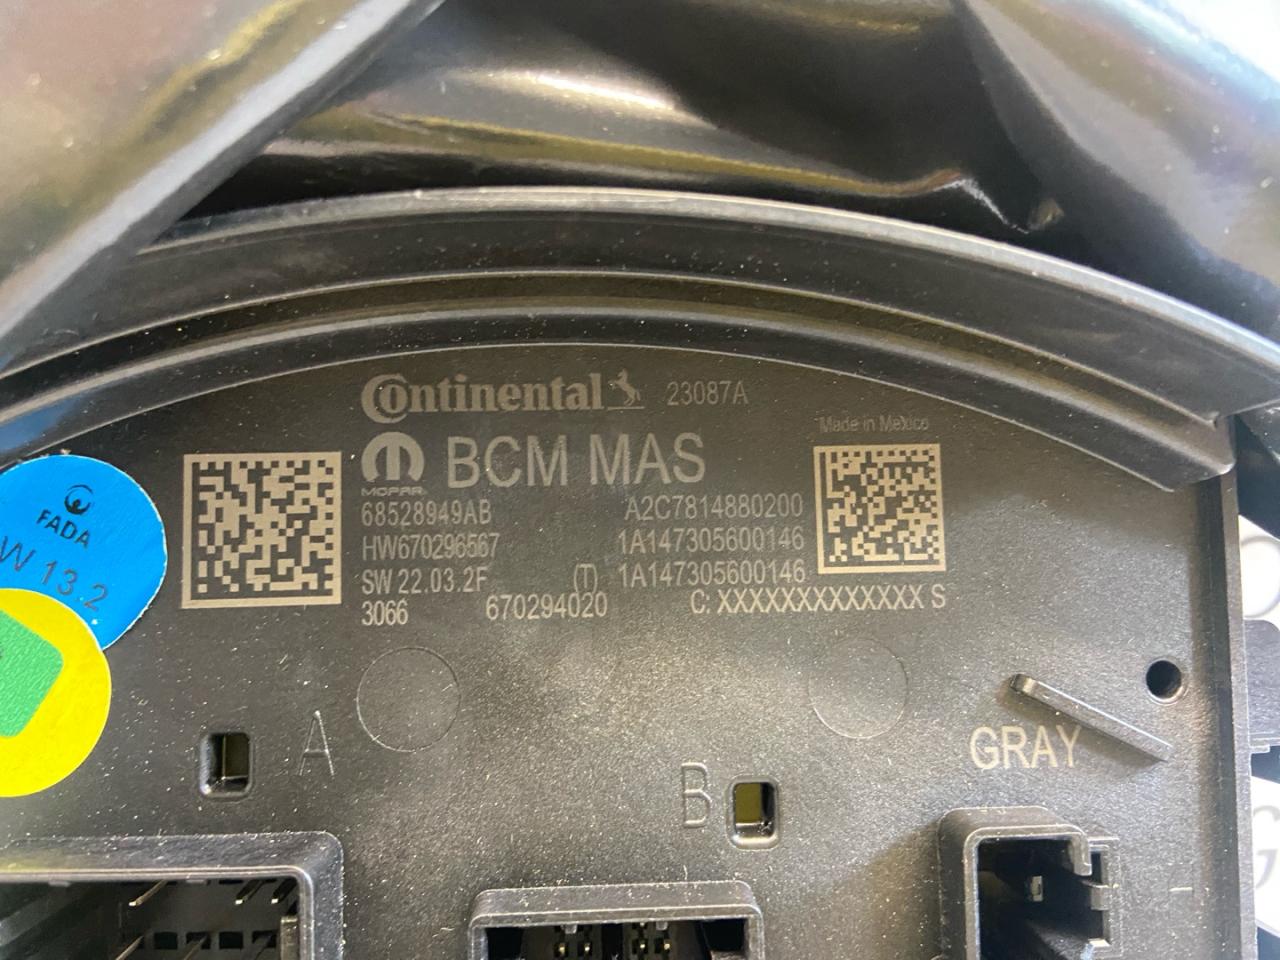 Continental 23087A
Made in Mexico
BCM MAS
MOPAR
68528949AB A2C7814880200
HW670296567 1A147305600146
SW 22.03.2F (T) 1A147305600146
3066 670294020 C: XXXXXXXXXXXXX S
FADA
W 13.2
A
B
GRAY
G